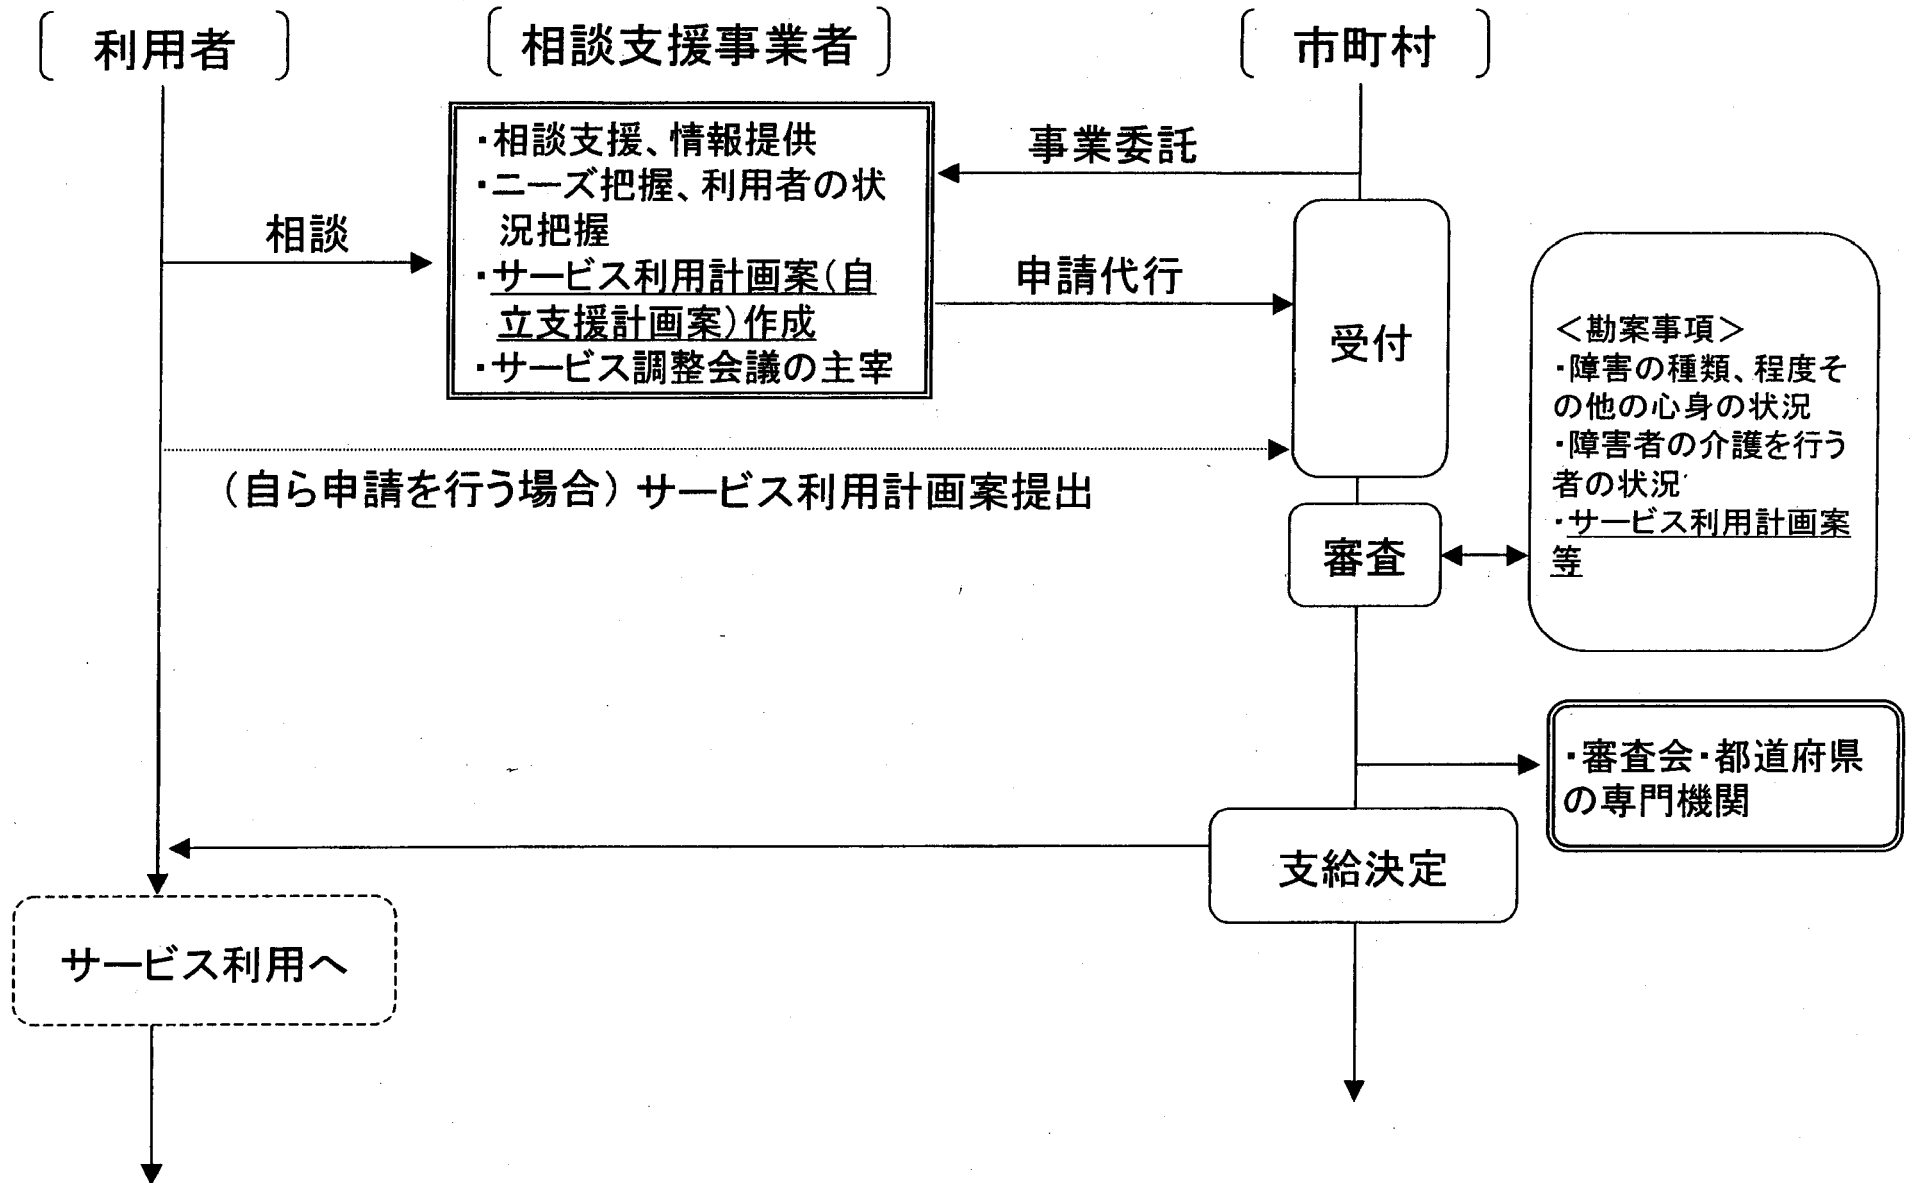 利用者
相談支援事業者
市町村
・相談支援、情報提供
・ニーズ把握、利用者の状
況把握
・サービス利用計画案(自
立支援計画案)作成
・サービス調整会議の主宰
事業委託
相談
申請代行
受付
<勘案事項>
・障害の種類、程度そ
の他の心身の状況
・障害者の介護を行う
者の状況
・サービス利用計画案
等
(自ら申請を行う場合)サービス利用計画案提出
審査
・審査会・都道府県
の専門機関
支給決定
サービス利用へ